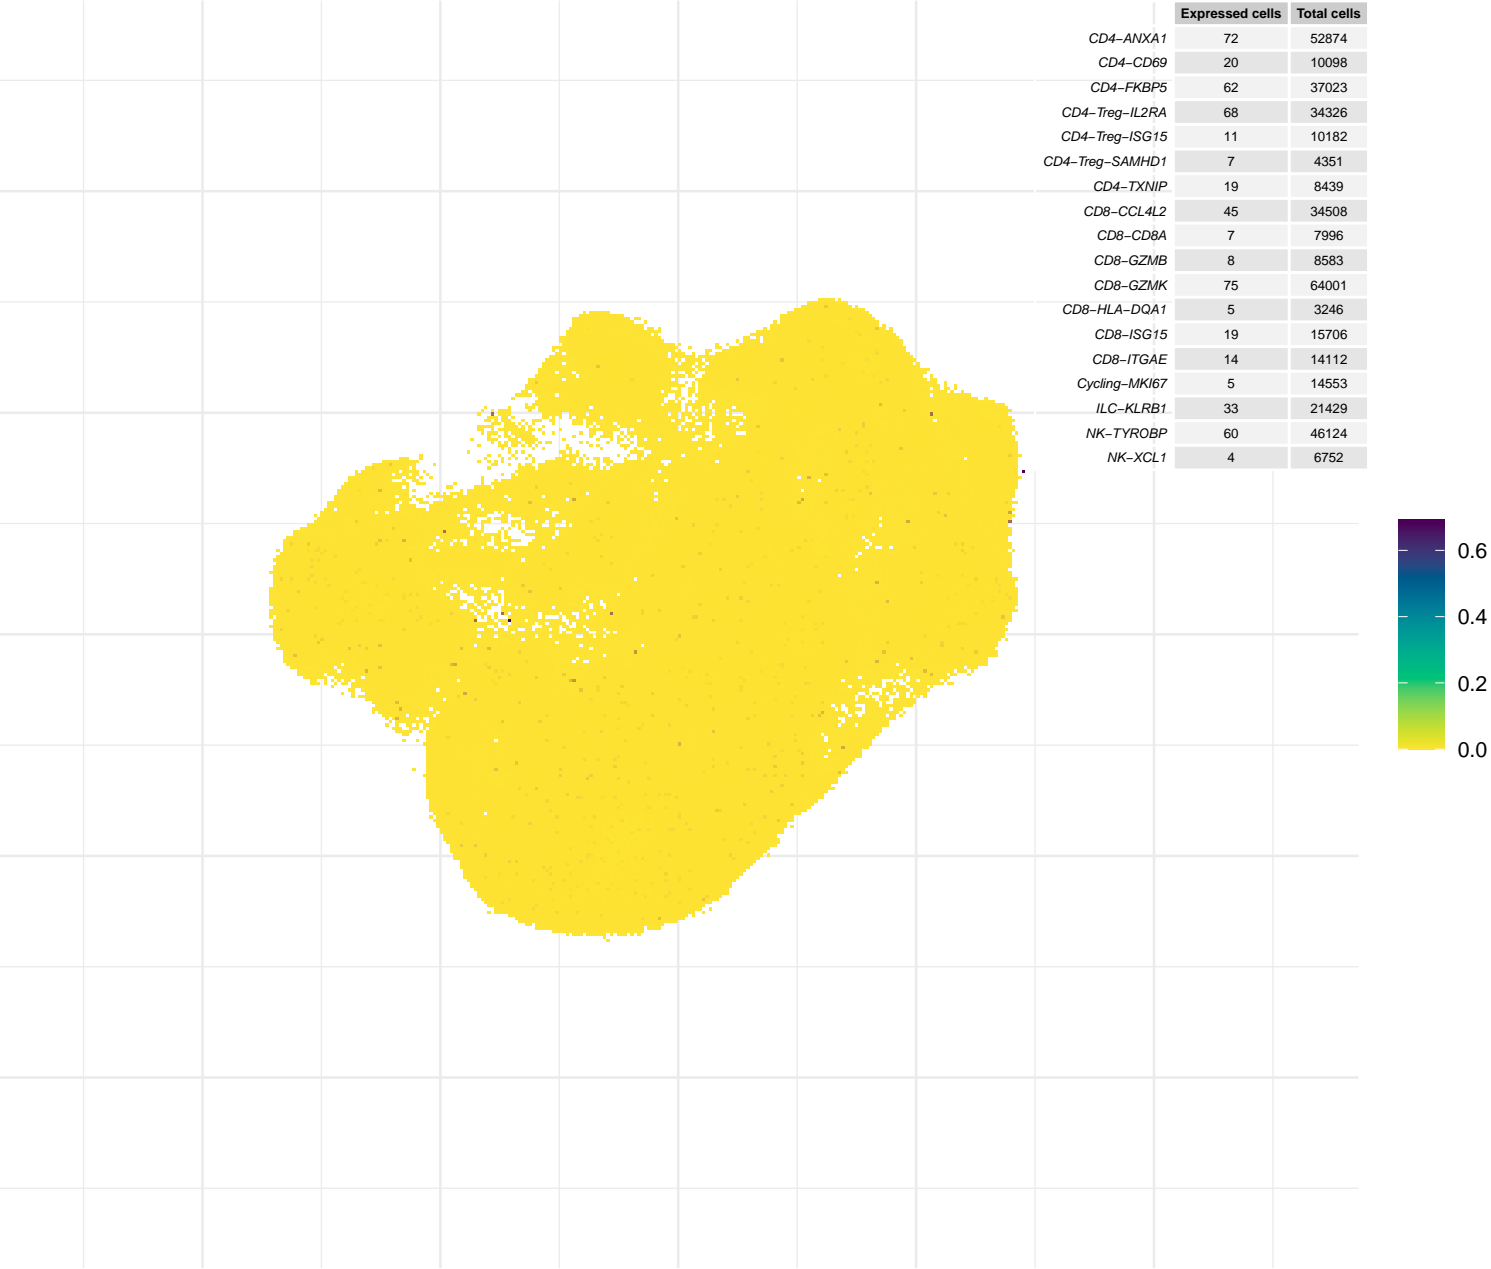 Expressed cells Total cells
CD4−ANXA1 72 52874
CD4−CD69 20 10098
CD4−FKBP5 62 37023
CD4−Treg−IL2RA 68 34326
CD4−Treg−ISG15 11 10182
CD4−Treg−SAMHD1 7 4351
CD4−TXNIP 19 8439
CD8−CCL4L2 45 34508
CD8−CD8A 7 7996
CD8−GZMB 8 8583
CD8−GZMK 75 64001
CD8−HLA−DQA1 5 3246
CD8−ISG15 19 15706
CD8−ITGAE 14 14112
Cycling−MKI67 5 14553
ILC−KLRB1 33 21429
NK−TYROBP 60 46124
NK−XCL1 4 6752
0.6
0.4
0.2
0.0